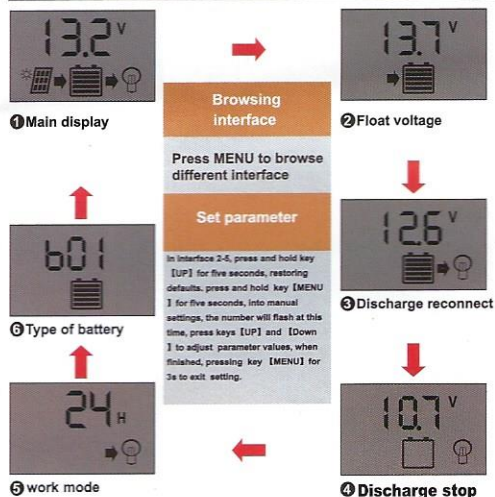 13.2 V
❶Main display
13.7 V
❷Float voltage
Browsing
interface
Press MENU to browse
different interface
Set parameter
In interface 2-5, press and hold key
【UP】for five seconds, restoring
defaults. press and hold key【MENU
】for five seconds, into manual
settings, the number will flash at this
time, press keys【UP】and【Down
】to adjust parameter values, when
finished, pressing key【MENU】for
3s to exit setting.
12.6 V
❸Discharge reconnect
10.7 V
❹Discharge stop
24H
❺work mode
b01
❻Type of battery